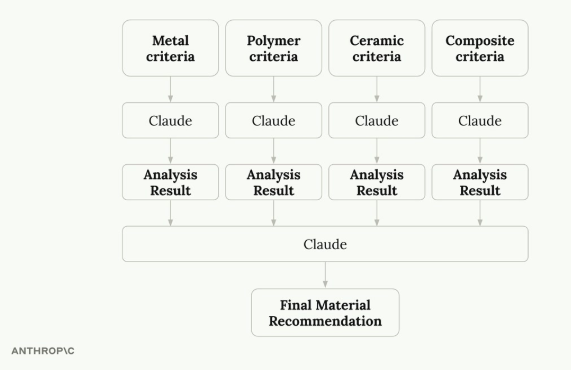 Metal
criteria
Polymer
criteria
Ceramic
criteria
Composite
criteria
Claude
Claude
Claude
Claude
Analysis
Result
Analysis
Result
Analysis
Result
Analysis
Result
Claude
Final Material
Recommendation
ANTHROP\C